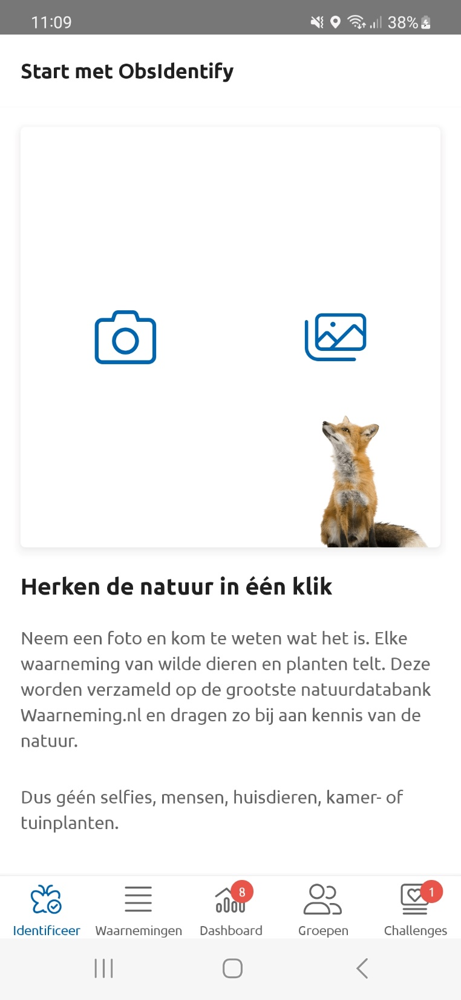 11:09
38%
Start met ObsIdentify
Herken de natuur in één klik
Neem een foto en kom te weten wat het is. Elke
waarneming van wilde dieren en planten telt. Deze
worden verzameld op de grootste natuurdatabank
Waarneming.nl en dragen zo bij aan kennis van de
natuur.
Dus géén selfies, mensen, huisdieren, kamer- of
tuinplanten.
8
1
Identificeer
Waarnemingen
Dashboard
Groepen
Challenges